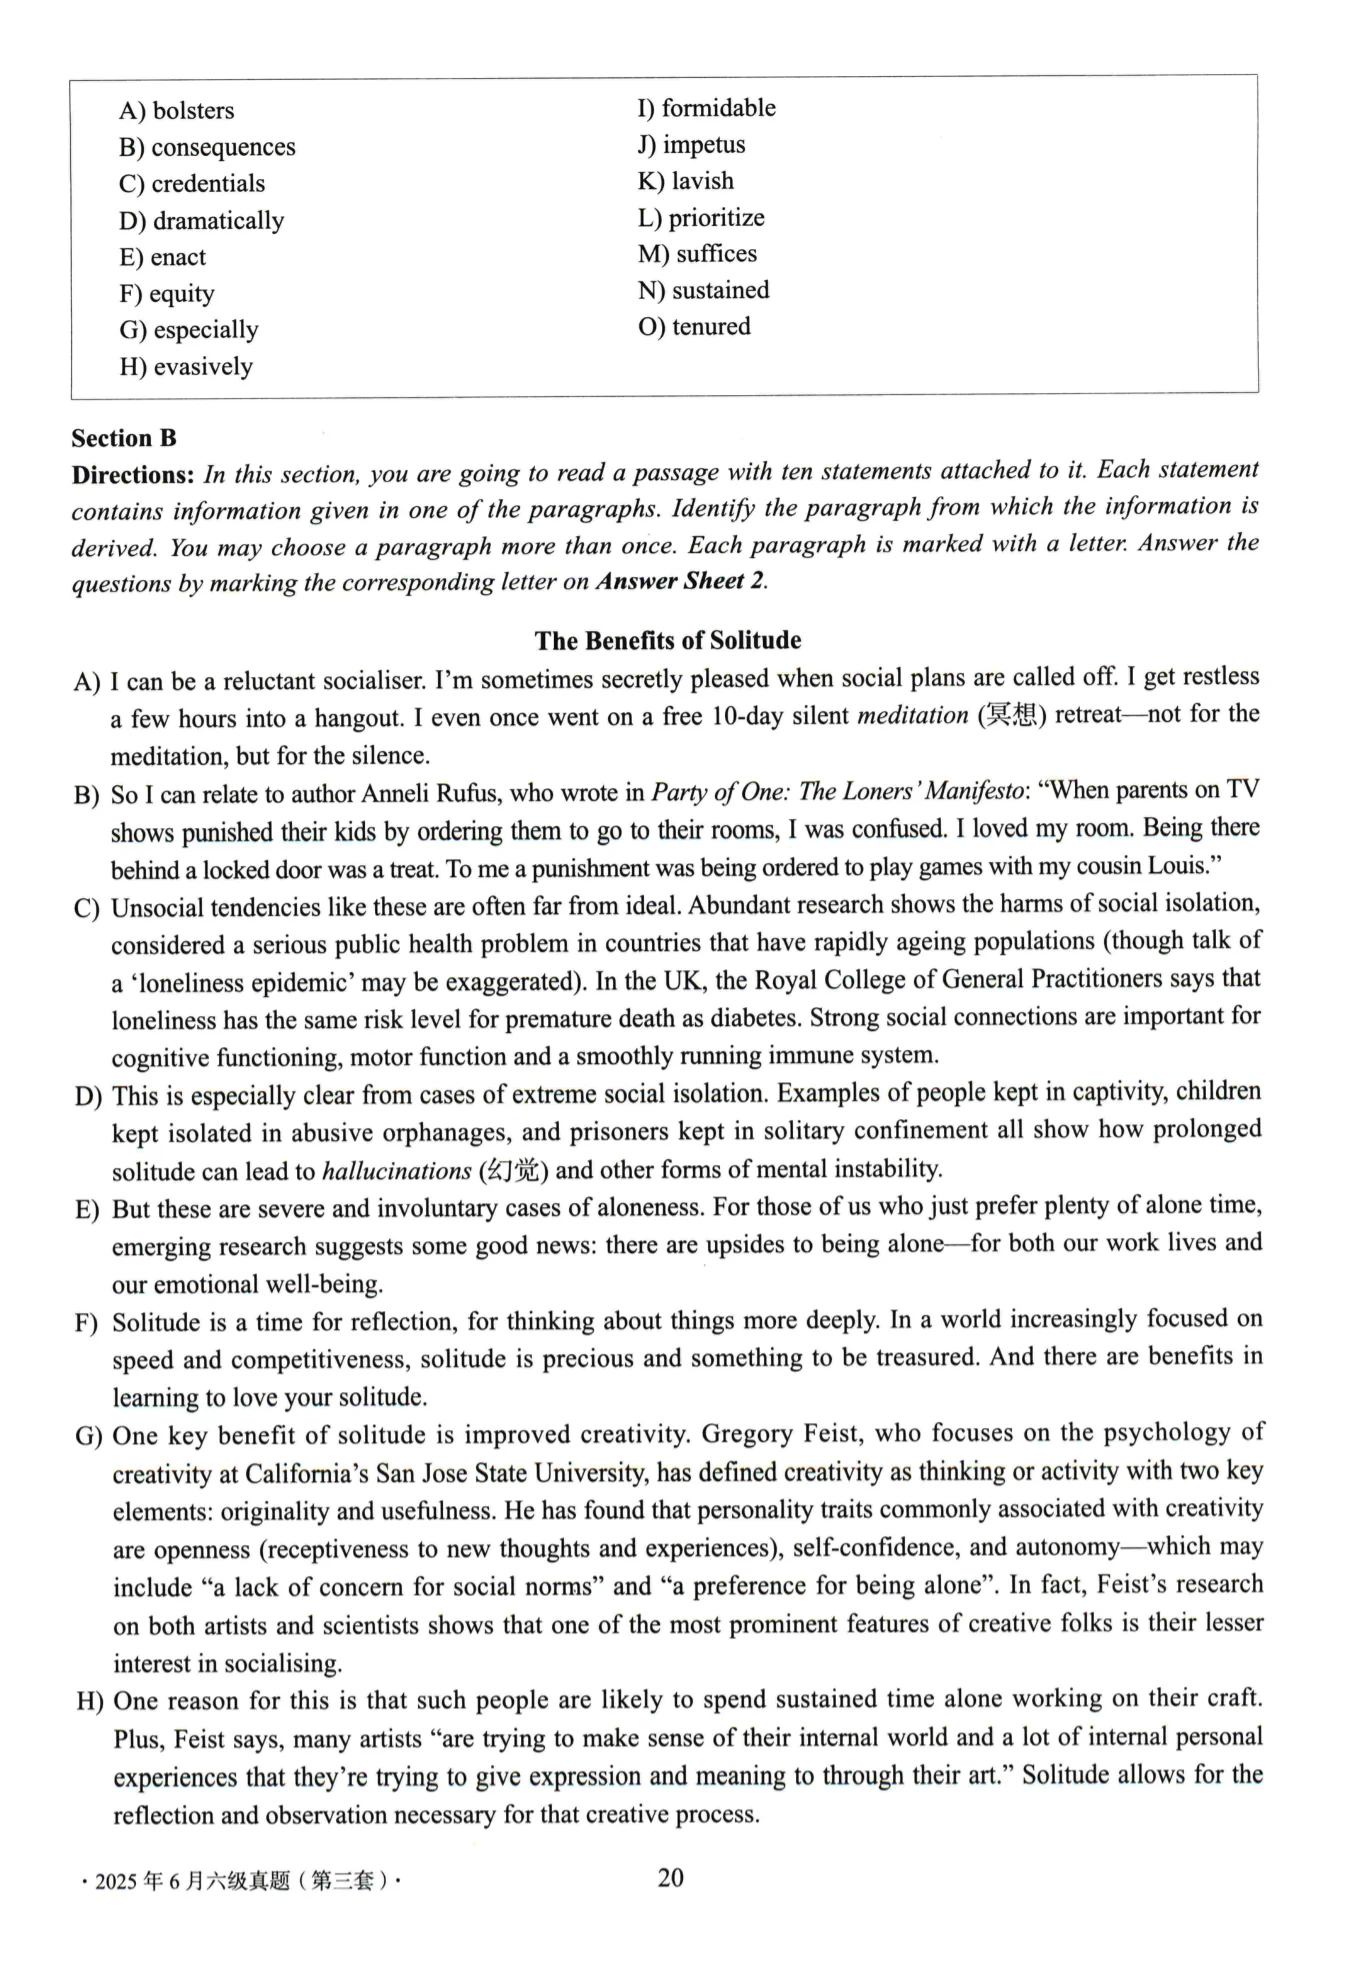 A) bolsters
B) consequences
C) credentials
D) dramatically
E) enact
F) equity
G) especially
H) evasively
I) formidable
J) impetus
K) lavish
L) prioritize
M) suffices
N) sustained
O) tenured
Section B
Directions: In this section, you are going to read a passage with ten statements attached to it. Each statement
contains information given in one of the paragraphs. Identify the paragraph from which the information is
derived. You may choose a paragraph more than once. Each paragraph is marked with a letter. Answer the
questions by marking the corresponding letter on Answer Sheet 2.
The Benefits of Solitude
A) I can be a reluctant socialiser. I'm sometimes secretly pleased when social plans are called off. I get restless
a few hours into a hangout. I even once went on a free 10-day silent meditation (冥想) retreat—not for the
meditation, but for the silence.
B) So I can relate to author Anneli Rufus, who wrote in Party of One: The Loners' Manifesto: “When parents on TV
shows punished their kids by ordering them to go to their rooms, I was confused. I loved my room. Being there
behind a locked door was a treat. To me a punishment was being ordered to play games with my cousin Louis.”
C) Unsocial tendencies like these are often far from ideal. Abundant research shows the harms of social isolation,
considered a serious public health problem in countries that have rapidly ageing populations (though talk of
a ‘loneliness epidemic’ may be exaggerated). In the UK, the Royal College of General Practitioners says that
loneliness has the same risk level for premature death as diabetes. Strong social connections are important for
cognitive functioning, motor function and a smoothly running immune system.
D) This is especially clear from cases of extreme social isolation. Examples of people kept in captivity, children
kept isolated in abusive orphanages, and prisoners kept in solitary confinement all show how prolonged
solitude can lead to hallucinations (幻觉) and other forms of mental instability.
E) But these are severe and involuntary cases of aloneness. For those of us who just prefer plenty of alone time,
emerging research suggests some good news: there are upsides to being alone—for both our work lives and
our emotional well-being.
F) Solitude is a time for reflection, for thinking about things more deeply. In a world increasingly focused on
speed and competitiveness, solitude is precious and something to be treasured. And there are benefits in
learning to love your solitude.
G) One key benefit of solitude is improved creativity. Gregory Feist, who focuses on the psychology of
creativity at California's San Jose State University, has defined creativity as thinking or activity with two key
elements: originality and usefulness. He has found that personality traits commonly associated with creativity
are openness (receptiveness to new thoughts and experiences), self-confidence, and autonomy—which may
include “a lack of concern for social norms” and “a preference for being alone”. In fact, Feist's research
on both artists and scientists shows that one of the most prominent features of creative folks is their lesser
interest in socialising.
H) One reason for this is that such people are likely to spend sustained time alone working on their craft.
Plus, Feist says, many artists “are trying to make sense of their internal world and a lot of internal personal
experiences that they're trying to give expression and meaning to through their art.” Solitude allows for the
reflection and observation necessary for that creative process.
· 2025 年 6 月六级真题（第三套）·
20